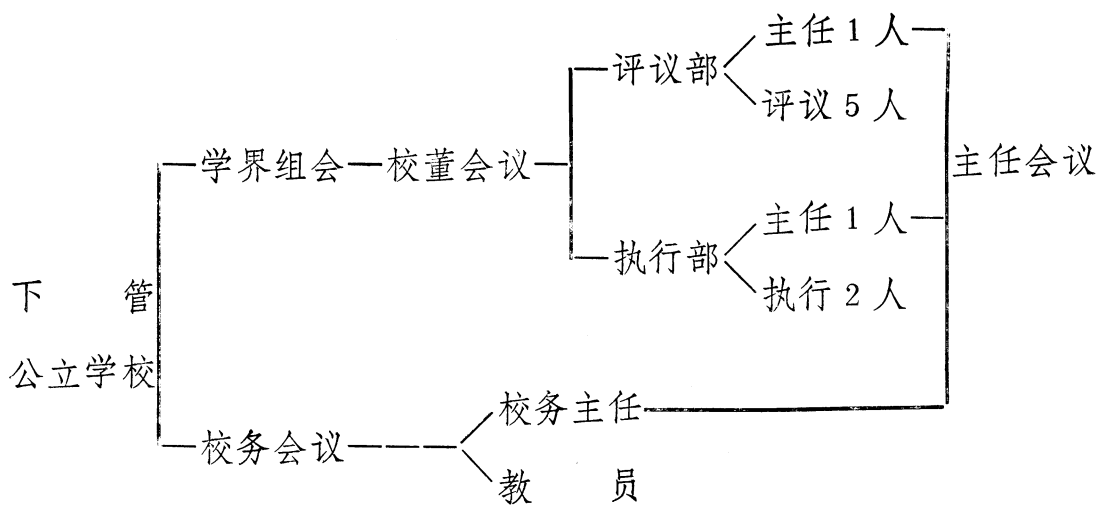 主任1人
评议部
评议5人
学界组会
校董会议
主任会议
主任1人
执行部
执行2人
下管
公立学校
校务主任
校务会议
教员